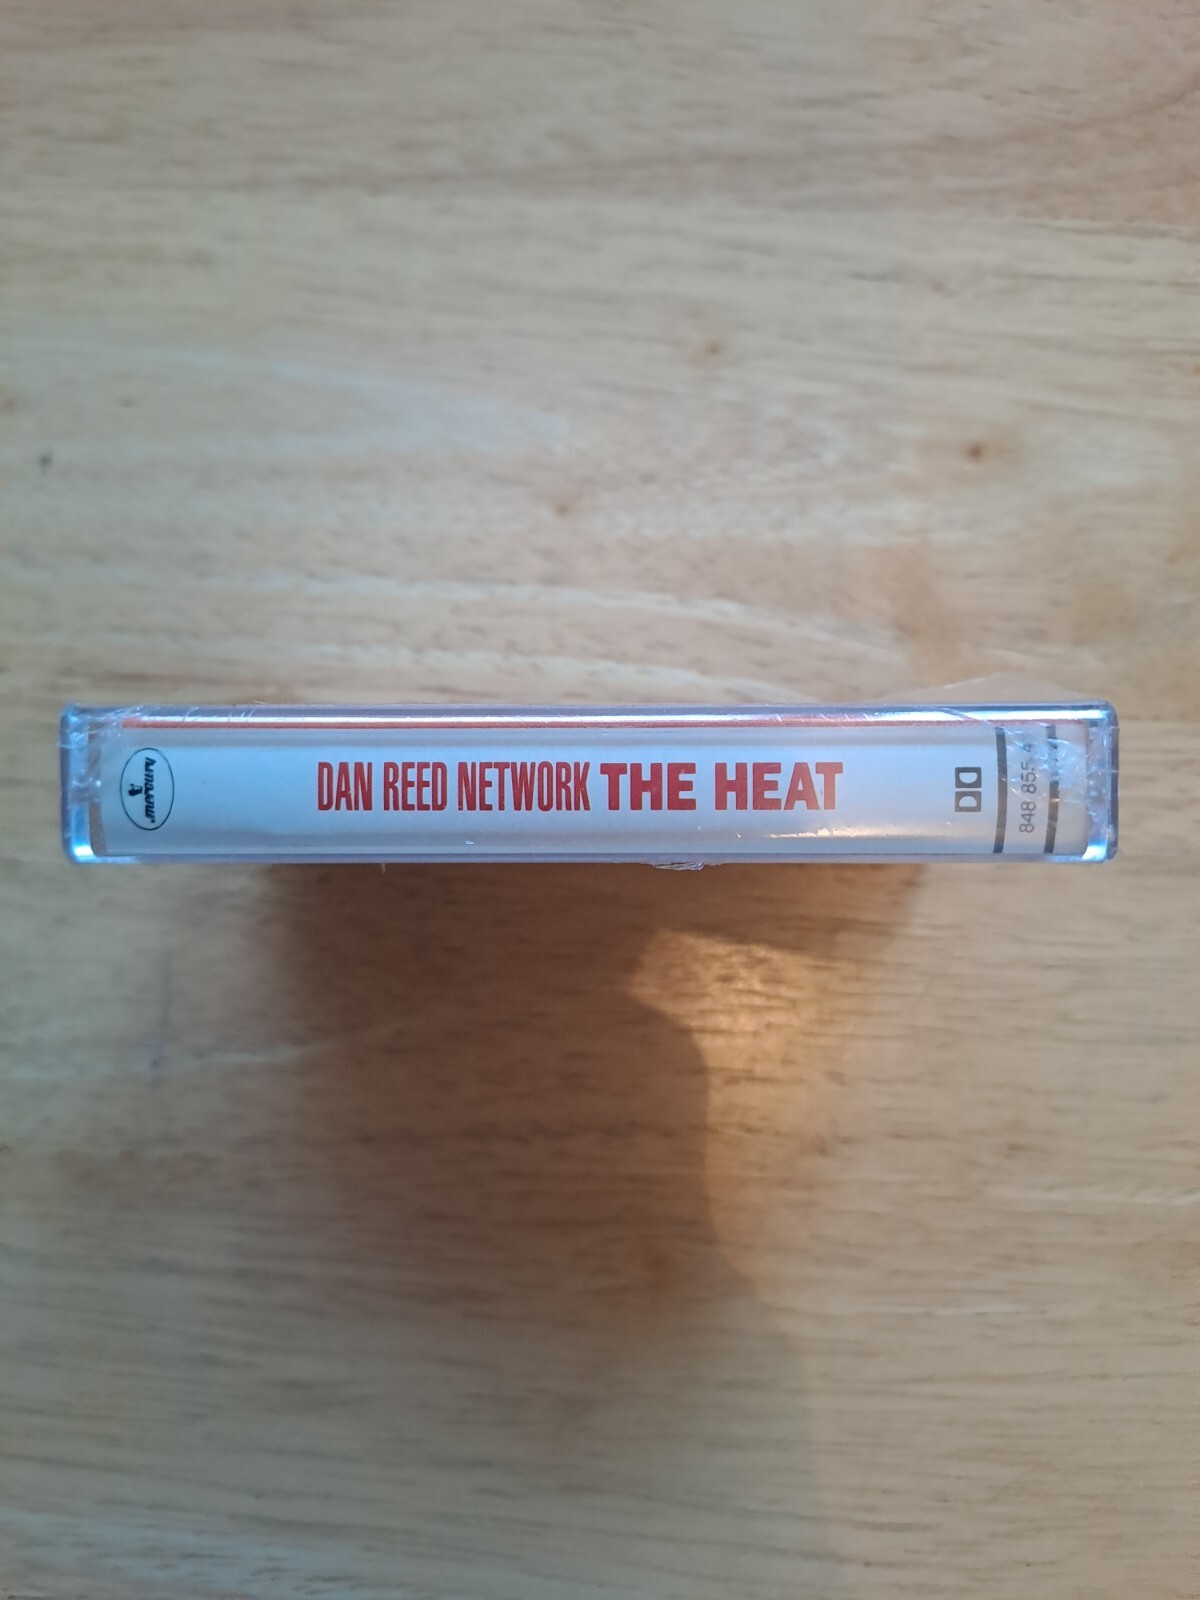 mercury
DAN REED NETWORK THE HEAT
848 855-4